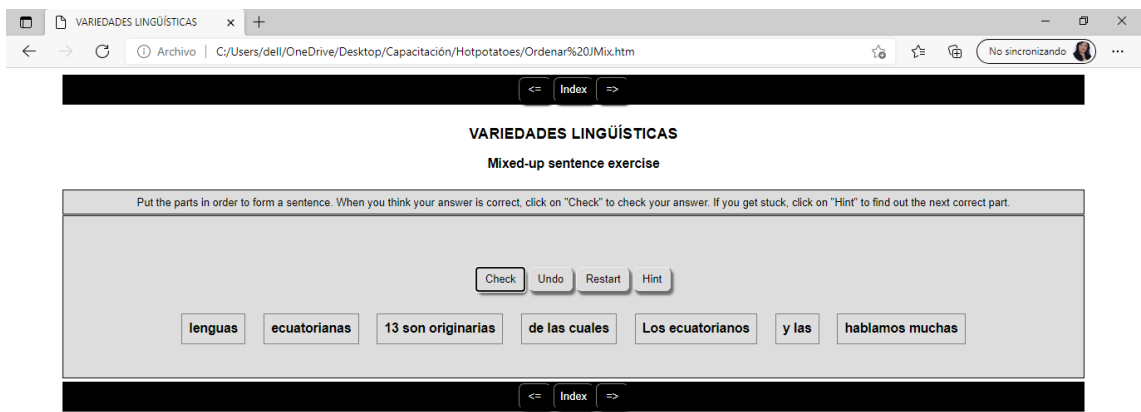 VARIEDADES LINGÜÍSTICAS
Archivo | C:/Users/dell/OneDrive/Desktop/Capacitación/Hotpotatoes/Ordenar%20JMix.htm No sincronizando
<= Index =>
VARIEDADES LINGÜÍSTICAS
Mixed-up sentence exercise
Put the parts in order to form a sentence. When you think your answer is correct, click on "Check" to check your answer. If you get stuck, click on "Hint" to find out the next correct part.
Check Undo Restart Hint
lenguas ecuatorianas 13 son originarias de las cuales Los ecuatorianos y las hablamos muchas
<= Index =>